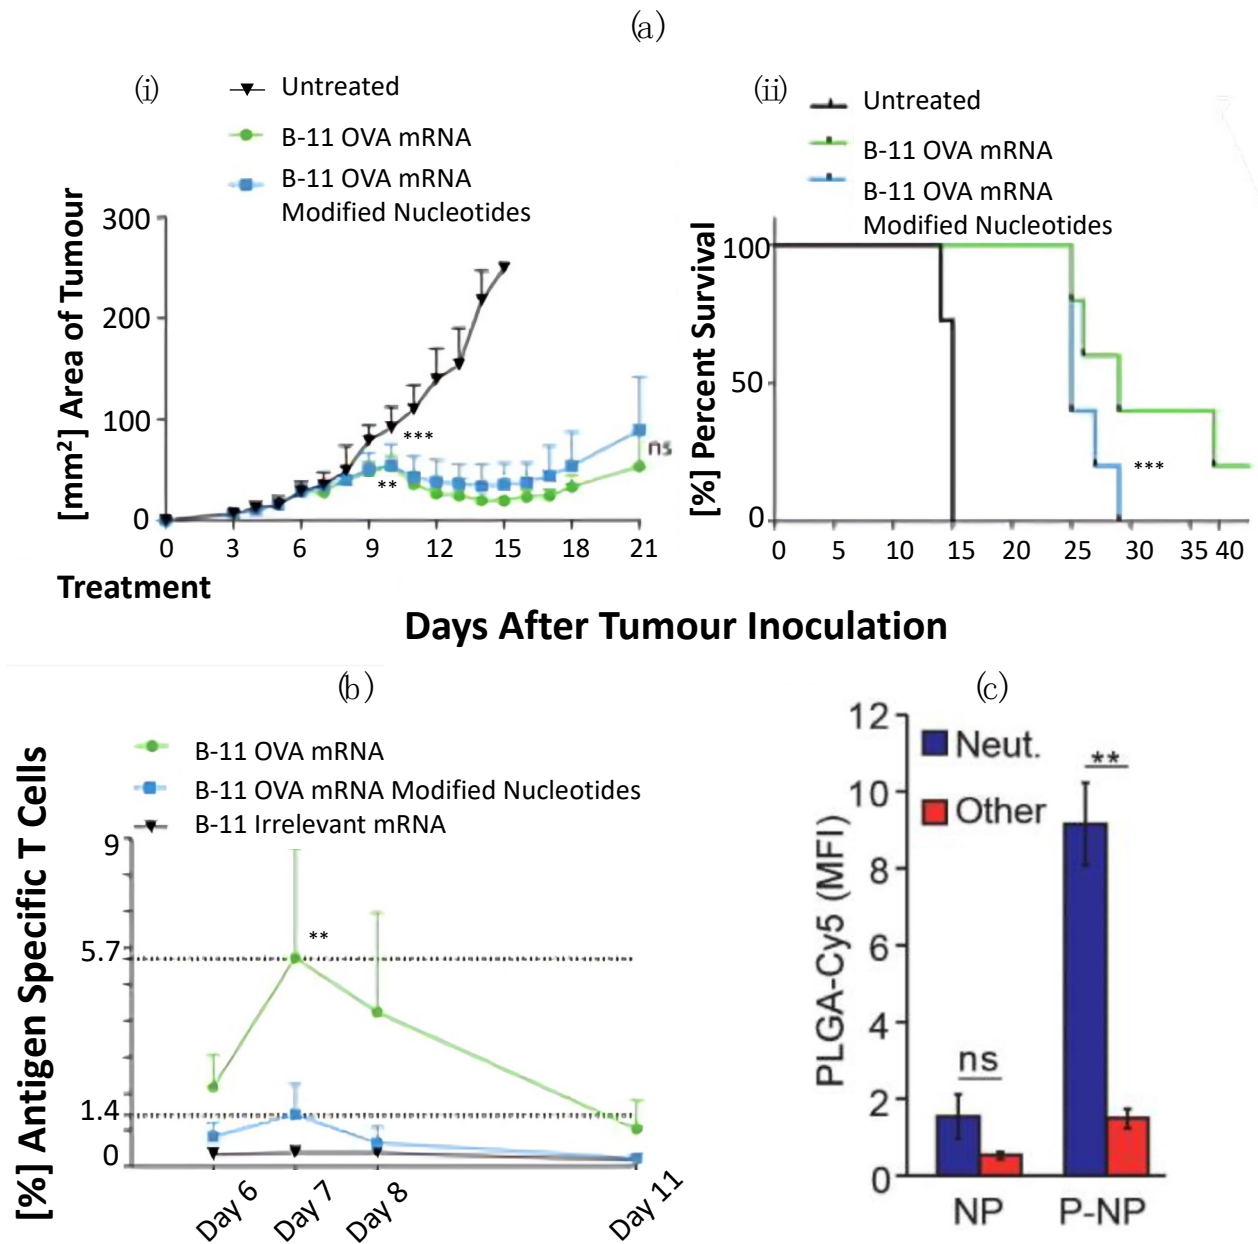 (a)
(i)
Untreated
B-11 OVA mRNA
B-11 OVA mRNA
Modified Nucleotides
[mm²] Area of Tumour
300
200
100
0
***
**
ns
0 3 6 9 12 15 18 21
Treatment
(ii)
Untreated
B-11 OVA mRNA
B-11 OVA mRNA
Modified Nucleotides
[%] Percent Survival
100
50
0
***
0 5 10 15 20 25 30 35 40
Days After Tumour Inoculation
(b)
B-11 OVA mRNA
B-11 OVA mRNA Modified Nucleotides
B-11 Irrelevant mRNA
[%] Antigen Specific T Cells
9
5.7
1.4
0
**
Day 6 Day 7 Day 8 Day 11
(c)
Neut.
Other
PLGA-Cy5 (MFI)
12
10
8
6
4
2
0
ns
**
NP P-NP